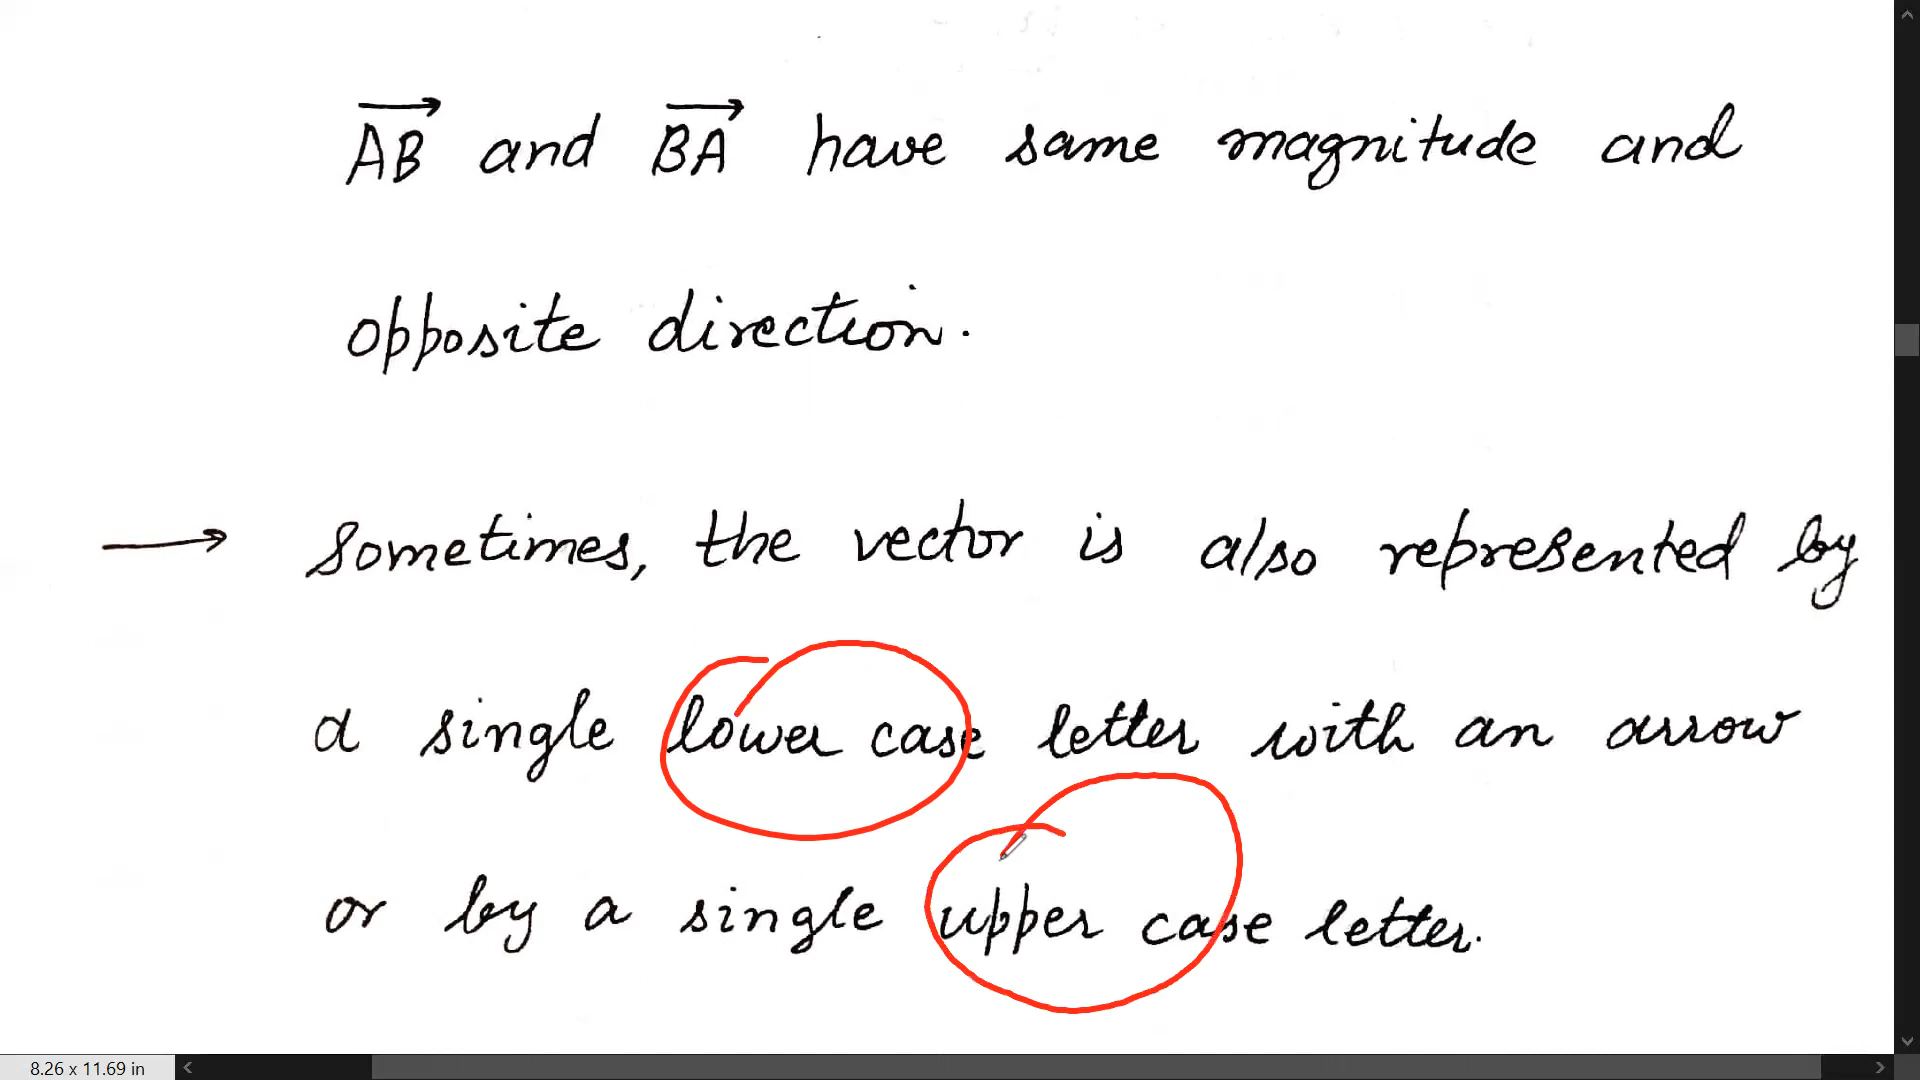 AB and BA have same magnitude and
opposite direction.
→ Sometimes, the vector is also represented by
a single lower case letter with an arrow
or by a single upper case letter.
8.26 x 11.69 in